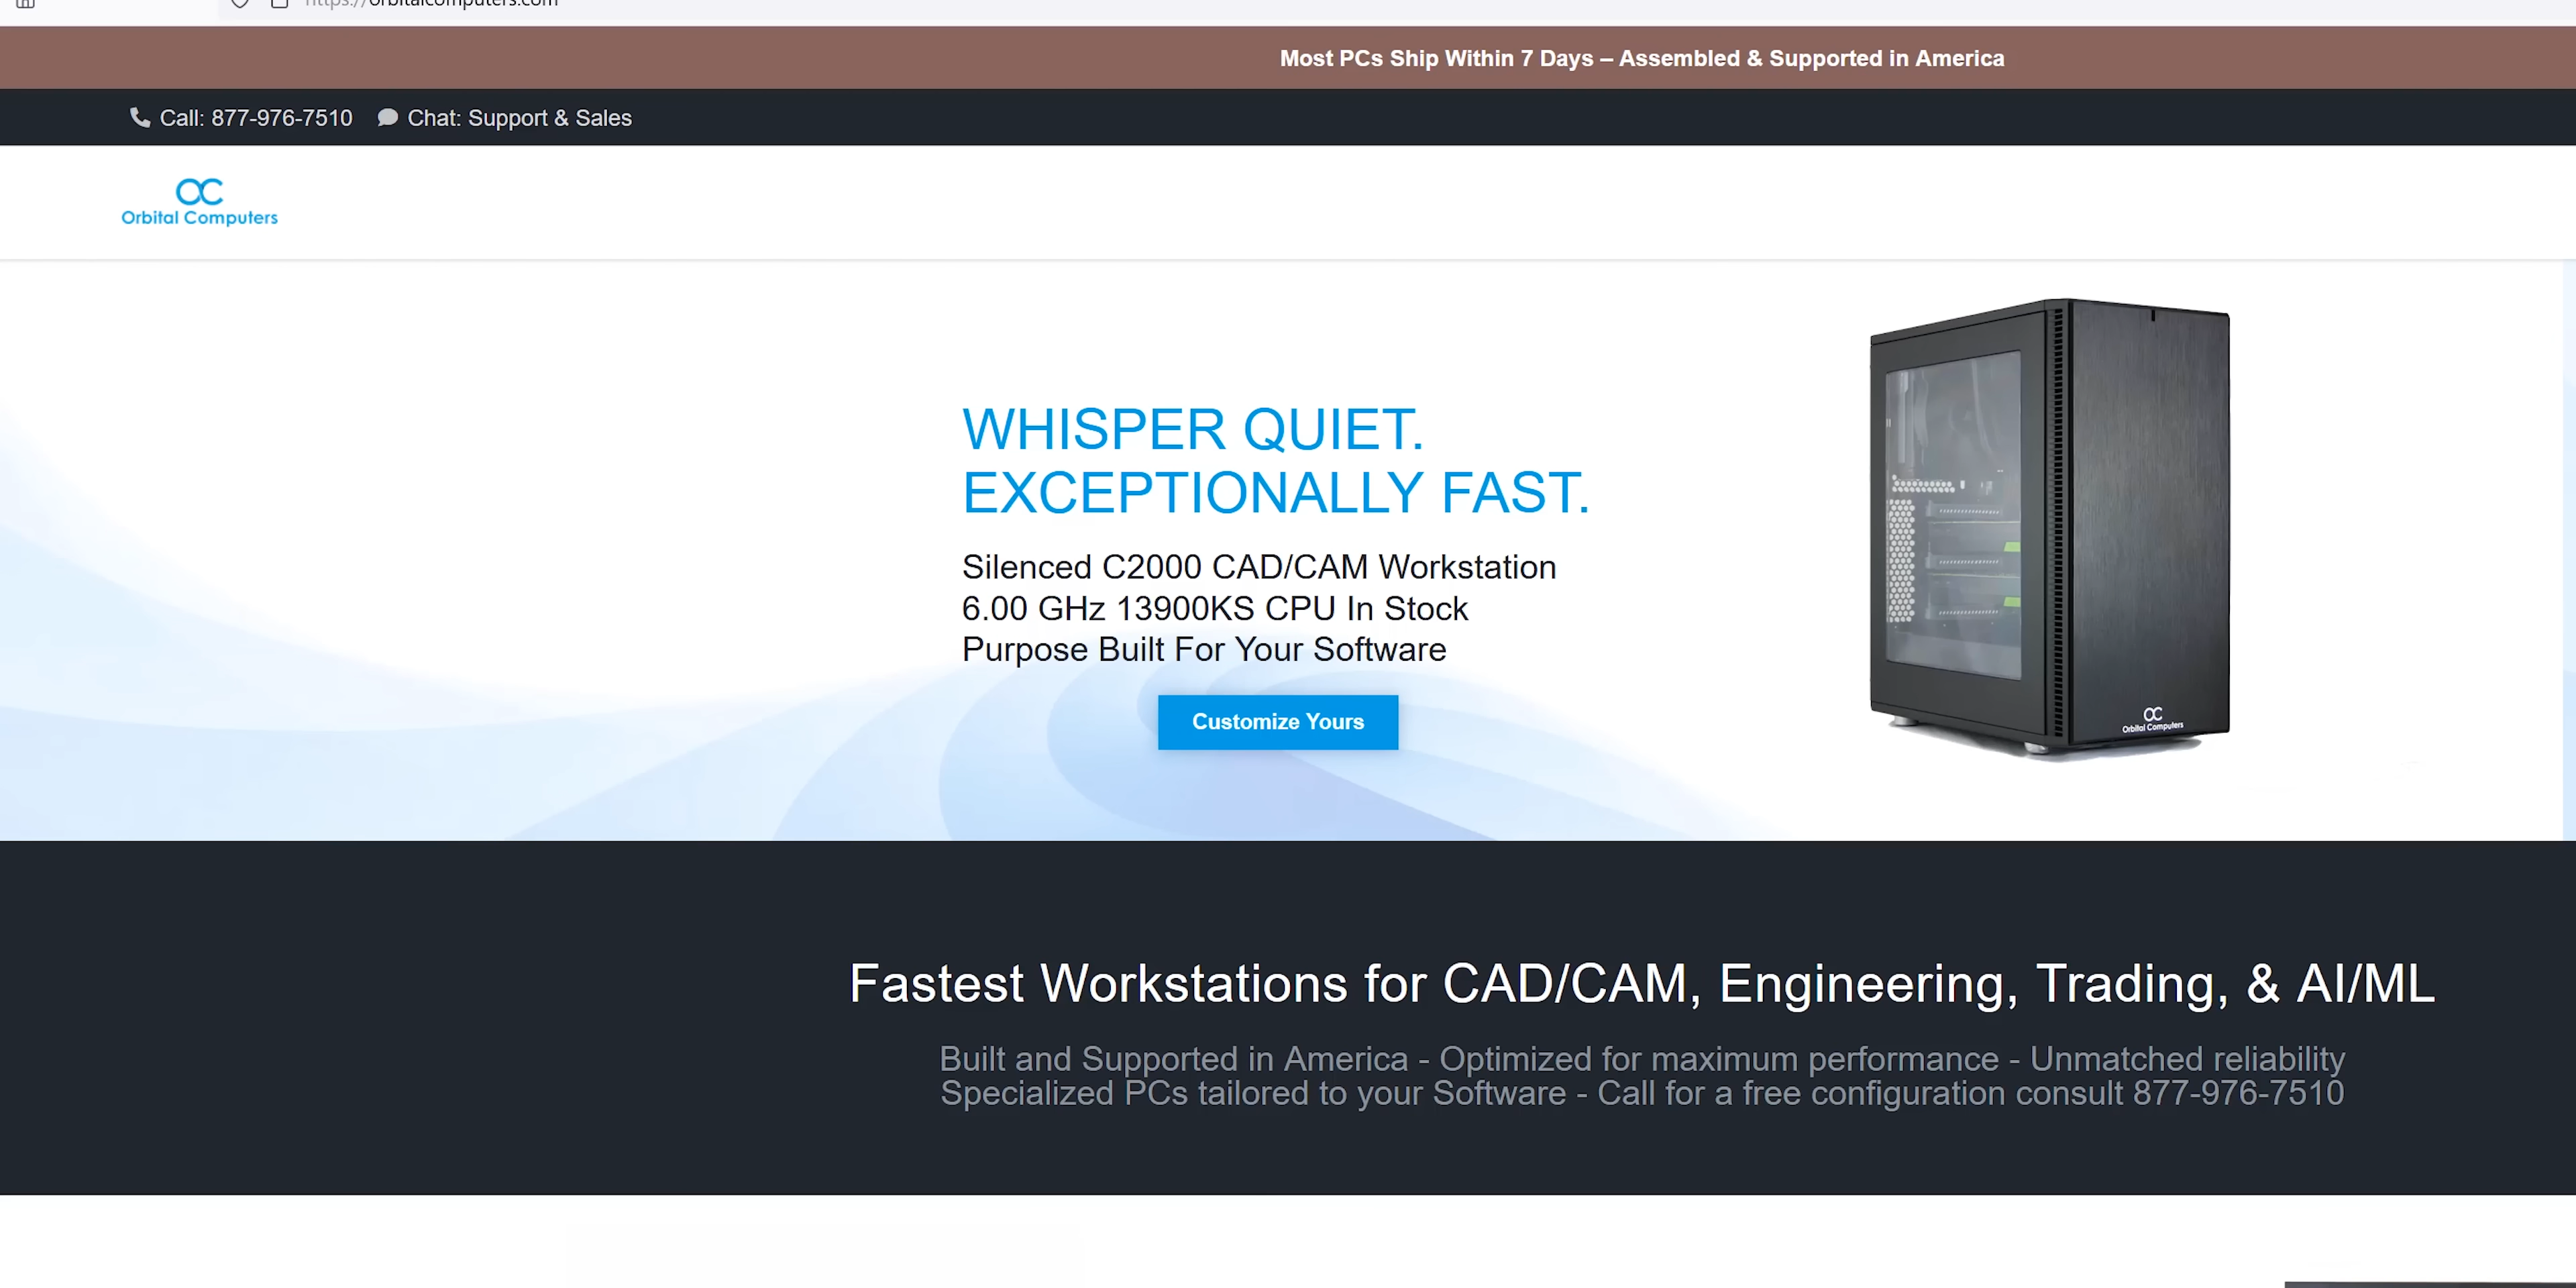 https://orbitalcomputers.com
Most PCs Ship Within 7 Days – Assembled & Supported in America
Call: 877-976-7510 Chat: Support & Sales
OC
Orbital Computers
WHISPER QUIET.
EXCEPTIONALLY FAST.
Silenced C2000 CAD/CAM Workstation
6.00 GHz 13900KS CPU In Stock
Purpose Built For Your Software
Customize Yours
OC
Orbital Computers
Fastest Workstations for CAD/CAM, Engineering, Trading, & AI/ML
Built and Supported in America - Optimized for maximum performance - Unmatched reliability
Specialized PCs tailored to your Software - Call for a free configuration consult 877-976-7510